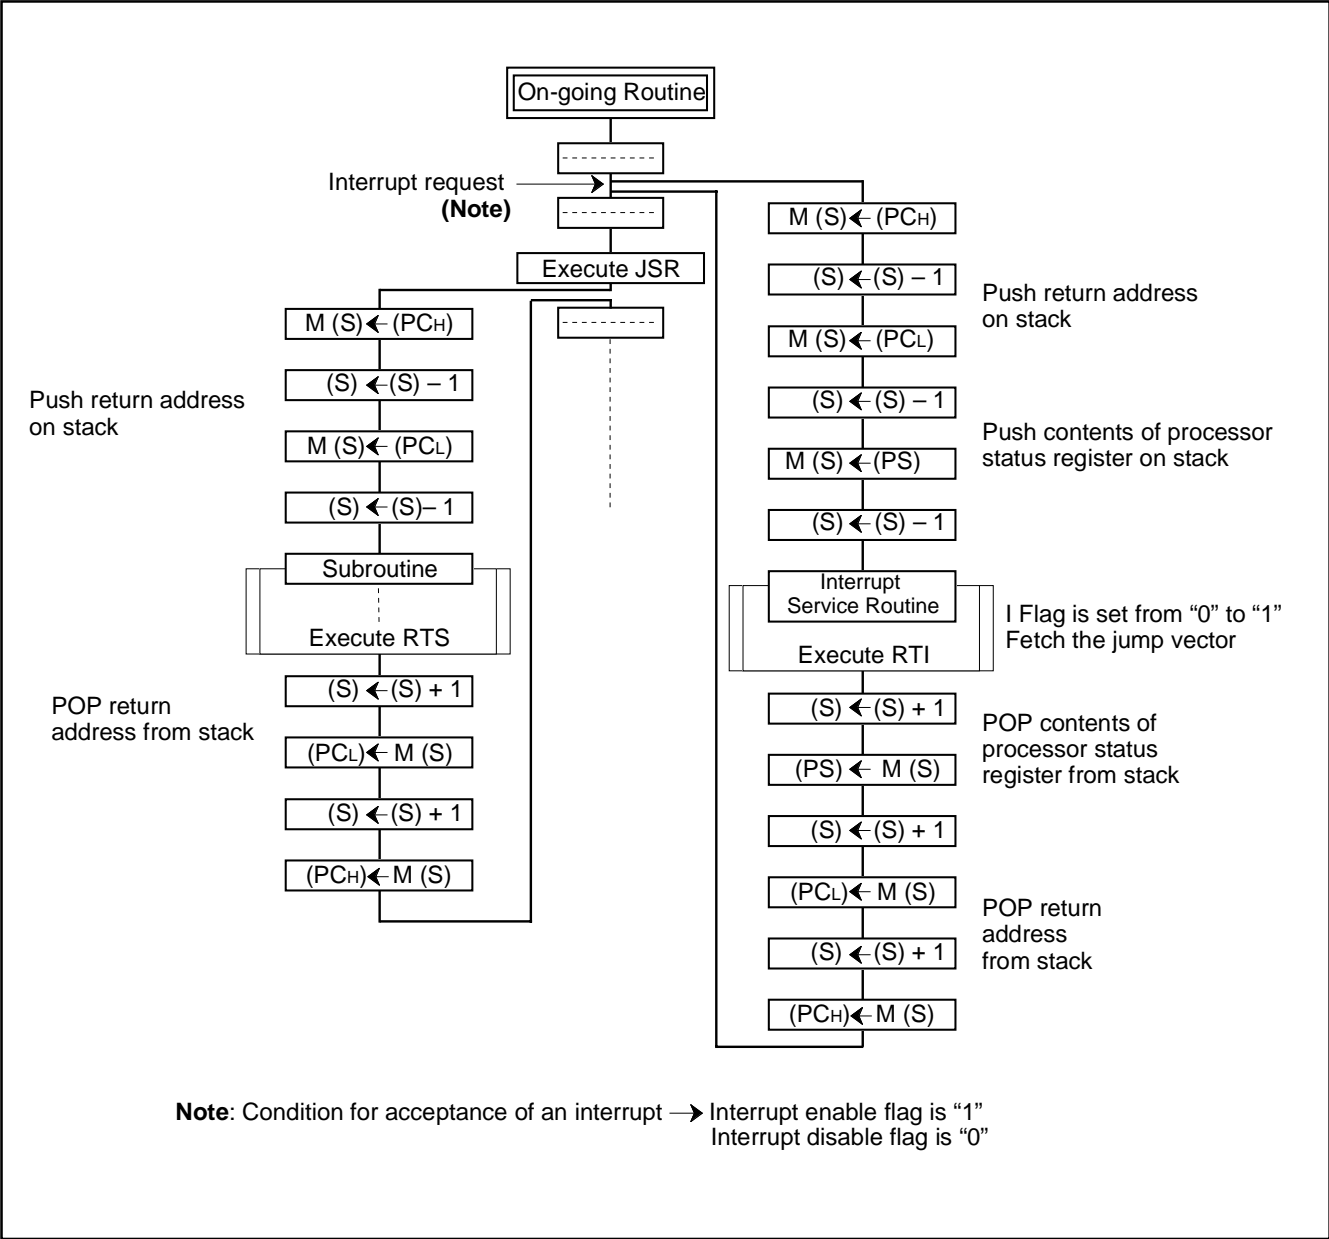 On-going Routine
Interrupt request
(Note)
Execute JSR
M (S) ← (PCH)
(S) ← (S) – 1
M (S) ← (PCL)
(S) ← (S)– 1
Push return address
on stack
Subroutine
Execute RTS
(S) ← (S) + 1
(PCL) ← M (S)
(S) ← (S) + 1
(PCH) ← M (S)
POP return
address from stack
M (S) ← (PCH)
(S) ← (S) – 1
M (S) ← (PCL)
(S) ← (S) – 1
M (S) ← (PS)
(S) ← (S) – 1
Push return address
on stack
Push contents of processor
status register on stack
Interrupt
Service Routine
Execute RTI
I Flag is set from “0” to “1”
Fetch the jump vector
(S) ← (S) + 1
(PS) ← M (S)
(S) ← (S) + 1
(PCL) ← M (S)
(S) ← (S) + 1
(PCH) ← M (S)
POP contents of
processor status
register from stack
POP return
address
from stack
Note: Condition for acceptance of an interrupt → Interrupt enable flag is “1”
Interrupt disable flag is “0”